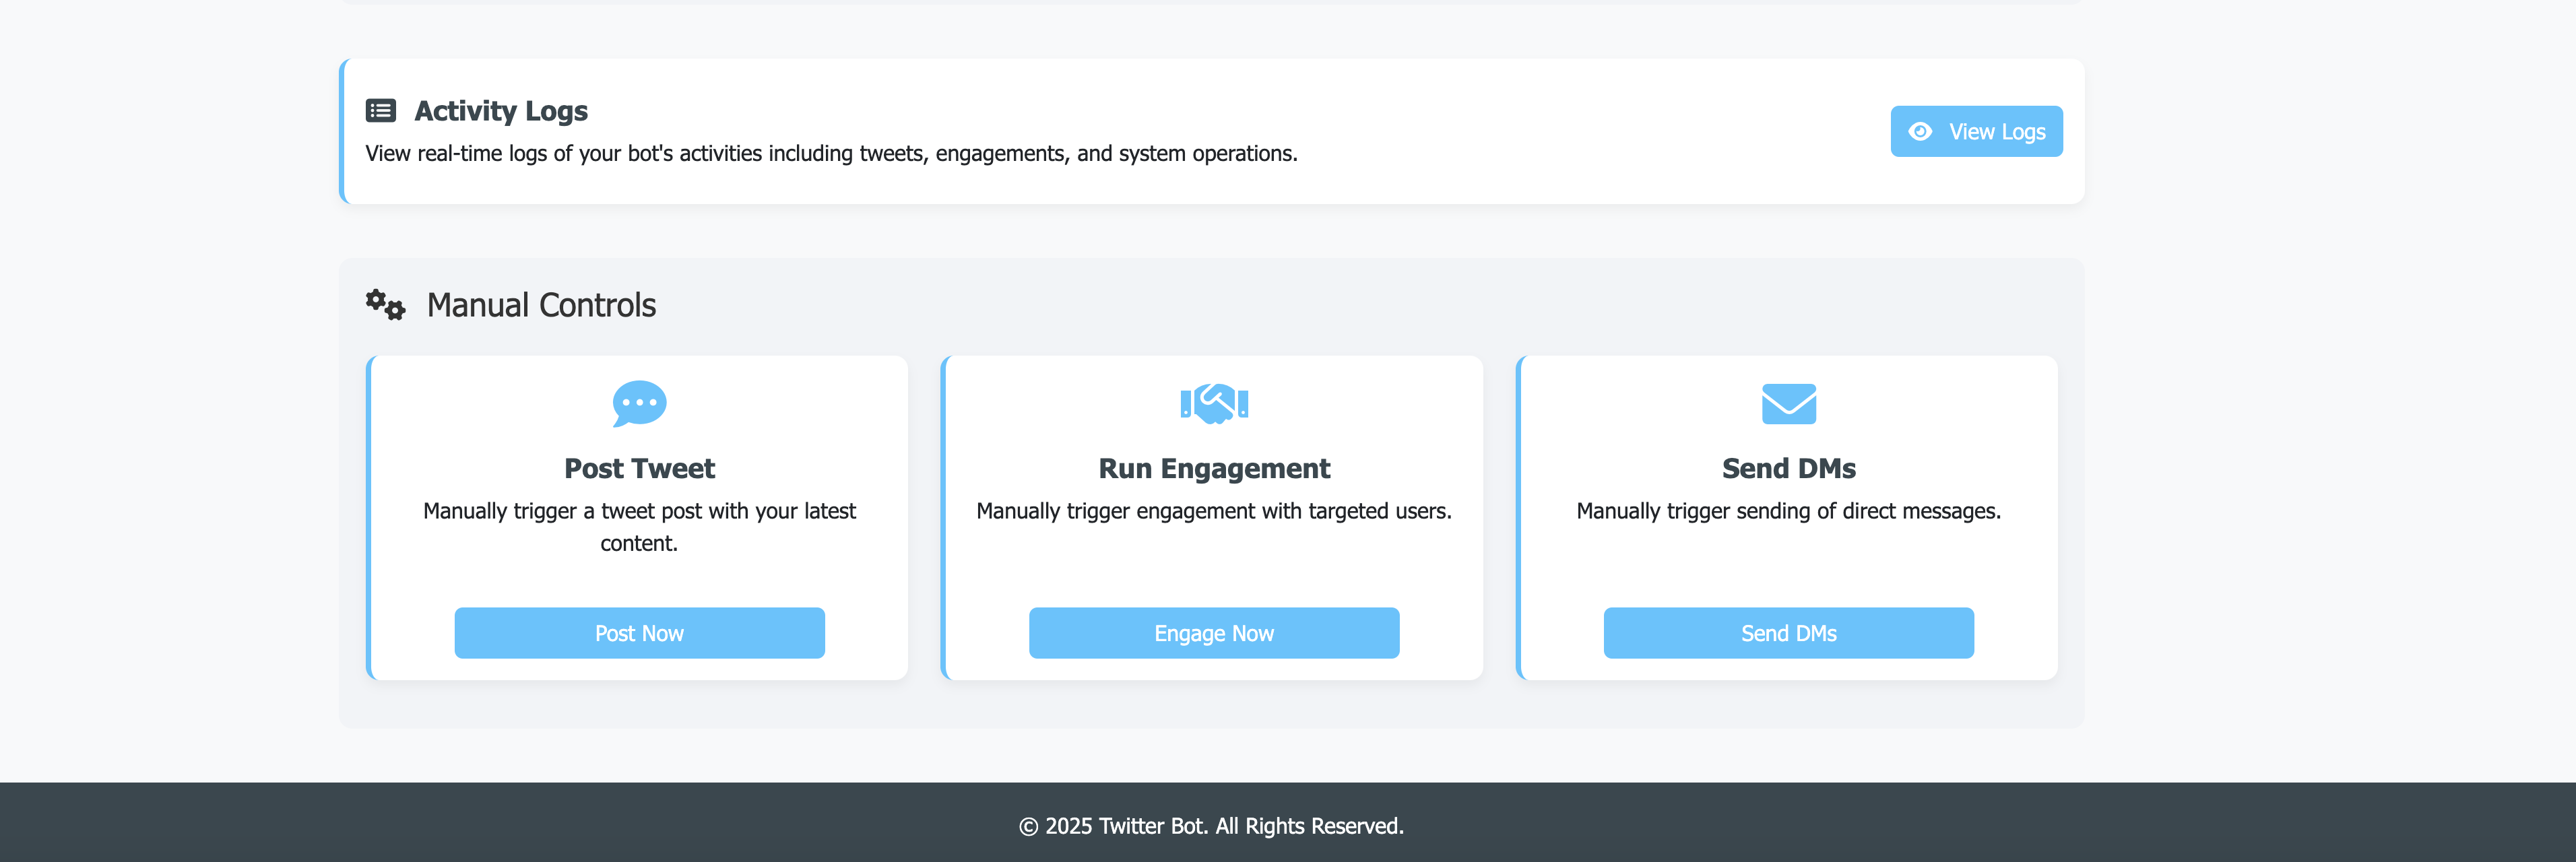 Activity Logs
View real-time logs of your bot's activities including tweets, engagements, and system operations.
View Logs
Manual Controls
Post Tweet
Manually trigger a tweet post with your latest
content.
Post Now
Run Engagement
Manually trigger engagement with targeted users.
Engage Now
Send DMs
Manually trigger sending of direct messages.
Send DMs
© 2025 Twitter Bot. All Rights Reserved.